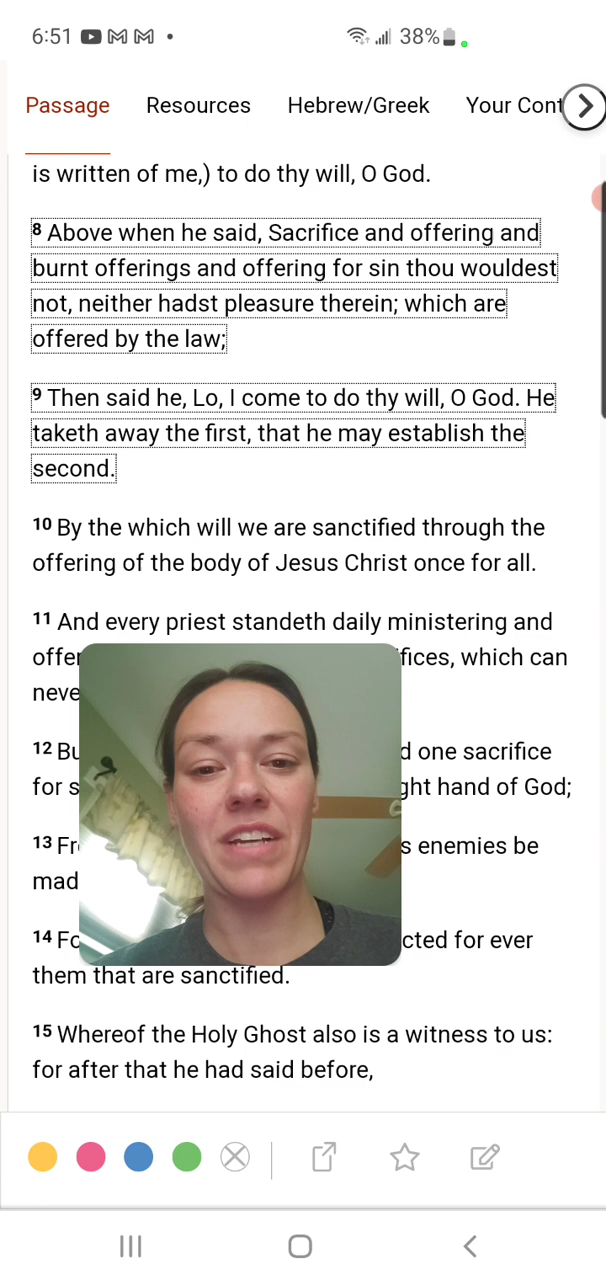 6:51 38%
Passage Resources Hebrew/Greek Your Cont
is written of me,) to do thy will, O God.
8 Above when he said, Sacrifice and offering and
burnt offerings and offering for sin thou wouldest
not, neither hadst pleasure therein; which are
offered by the law;
9 Then said he, Lo, I come to do thy will, O God. He
taketh away the first, that he may establish the
second.
10 By the which will we are sanctified through the
offering of the body of Jesus Christ once for all.
11 And every priest standeth daily ministering and
offer fices, which can
neve
12 Bu d one sacrifice
for s ght hand of God;
13 Fr s enemies be
mad
14 Fo cted for ever
them that are sanctified.
15 Whereof the Holy Ghost also is a witness to us:
for after that he had said before,